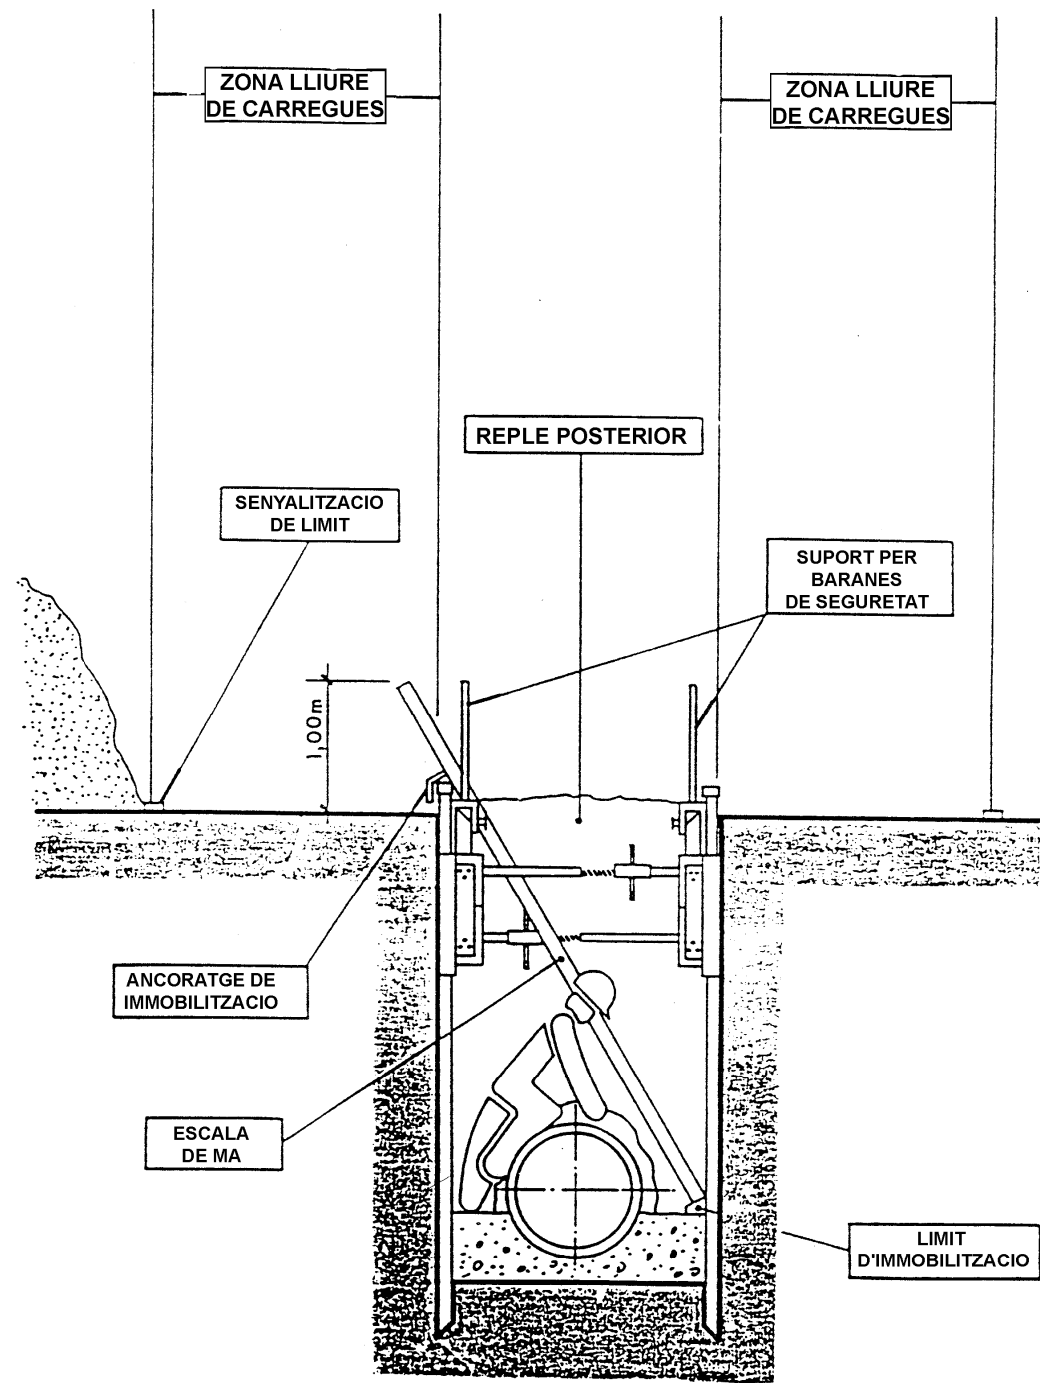 ZONA LLIURE
DE CARREGUES
ZONA LLIURE
DE CARREGUES
REPLE POSTERIOR
SENYALITZACIO
DE LIMIT
SUPORT PER
BARANES
DE SEGURETAT
1,00m
ANCORATGE DE
IMMOBILITZACIO
ESCALA
DE MA
LIMIT
D'IMMOBILITZACIO